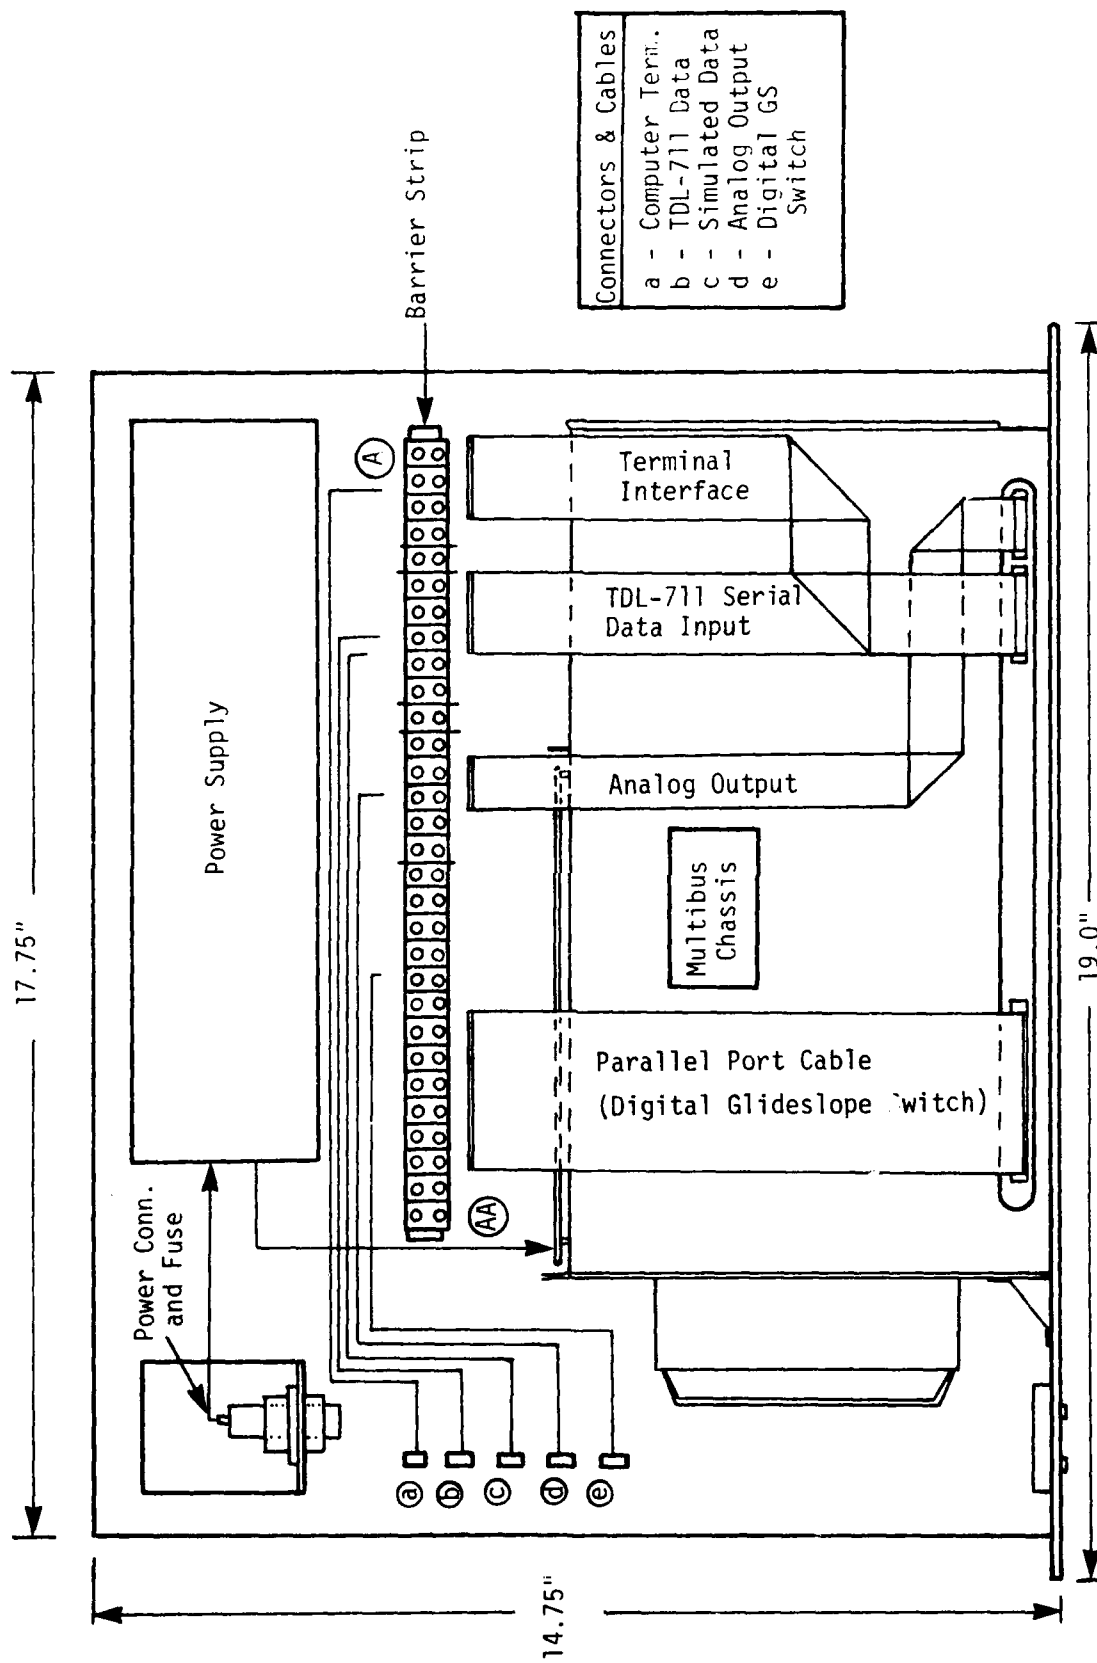 17.75"
Power Conn.
and Fuse
Power Supply
Barrier Strip
A
AA
a
b
c
d
e
Terminal
Interface
TDL-711 Serial
Data Input
Analog Output
Multibus
Chassis
Parallel Port Cable
(Digital Glideslope witch)
14.75"
19.0"
Connectors & Cables
a - Computer Term.
b - TDL-711 Data
c - Simulated Data
d - Analog Output
e - Digital GS
Switch